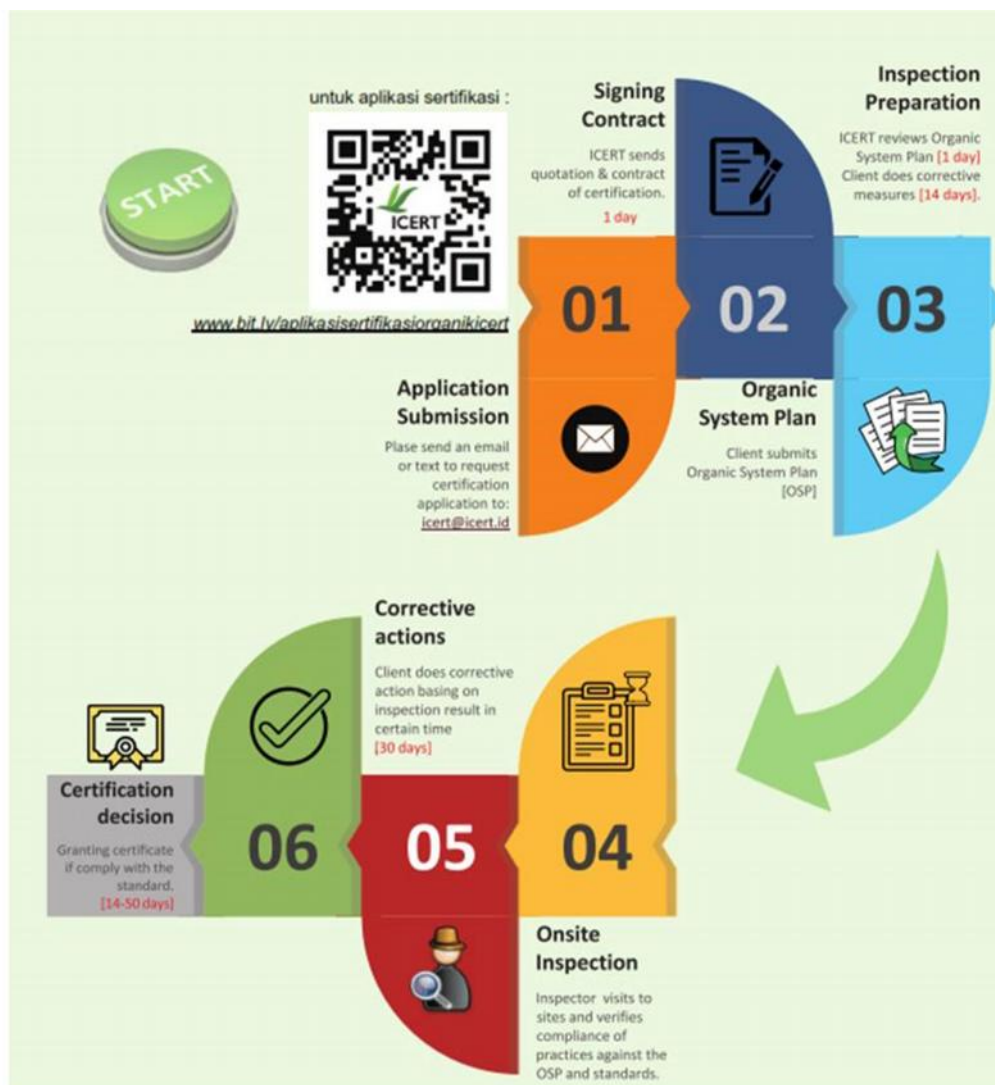 START
untuk aplikasi sertifikasi :
ICERT
www.bit.ly/aplikasisertifikasiorganikicert
01
Application
Submission
Plase send an email
or text to request
certification
application to:
icert@icert.id
Signing
Contract
ICERT sends
quotation & contract
of certification.
1 day
02
Organic
System Plan
Client submits
Organic System Plan
[OSP]
Inspection
Preparation
ICERT reviews Organic
System Plan [1 day]
Client does corrective
measures [14 days].
03
04
Onsite
Inspection
Inspector visits to
sites and verifies
compliance of
practices against the
OSP and standards.
05
Corrective
actions
Client does corrective
action basing on
inspection result in
certain time
[30 days]
06
Certification
decision
Granting certificate
if comply with the
standard.
[14-50 days]